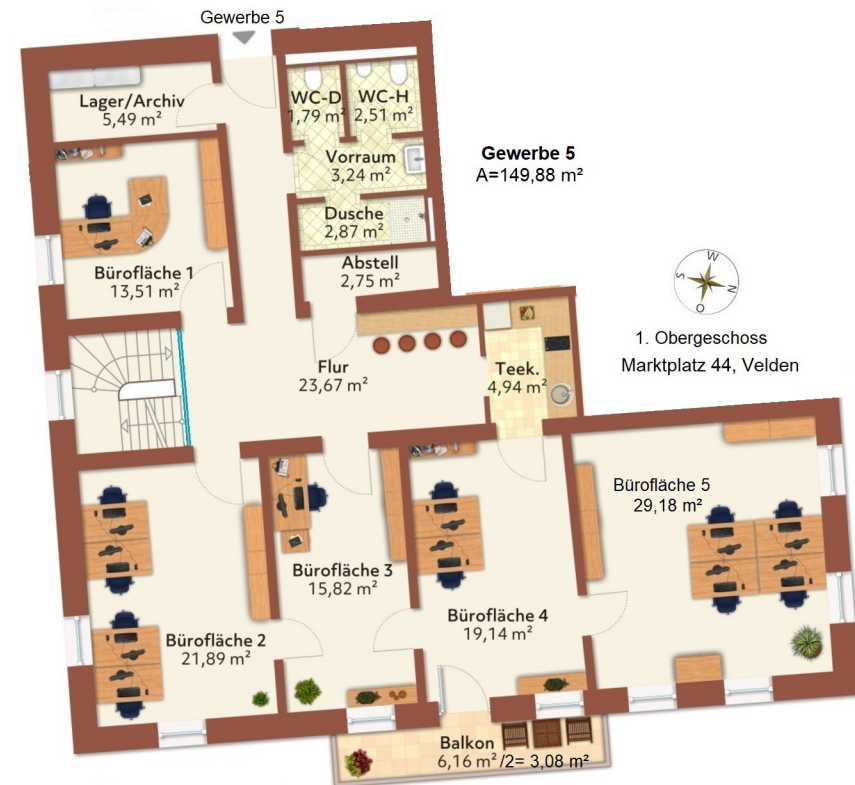 Gewerbe 5
Lager/Archiv
5,49 m²
WC-D
1,79 m²
WC-H
2,51 m²
Vorraum
3,24 m²
Gewerbe 5
A=149,88 m²
Dusche
2,87 m²
Bürofläche 1
13,51 m²
Abstell
2,75 m²
S
W
N
O
1. Obergeschoss
Marktplatz 44, Velden
Flur
23,67 m²
Teek.
4,94 m²
Bürofläche 5
29,18 m²
Bürofläche 3
15,82 m²
Bürofläche 4
19,14 m²
Bürofläche 2
21,89 m²
Balkon
6,16 m² /2= 3,08 m²